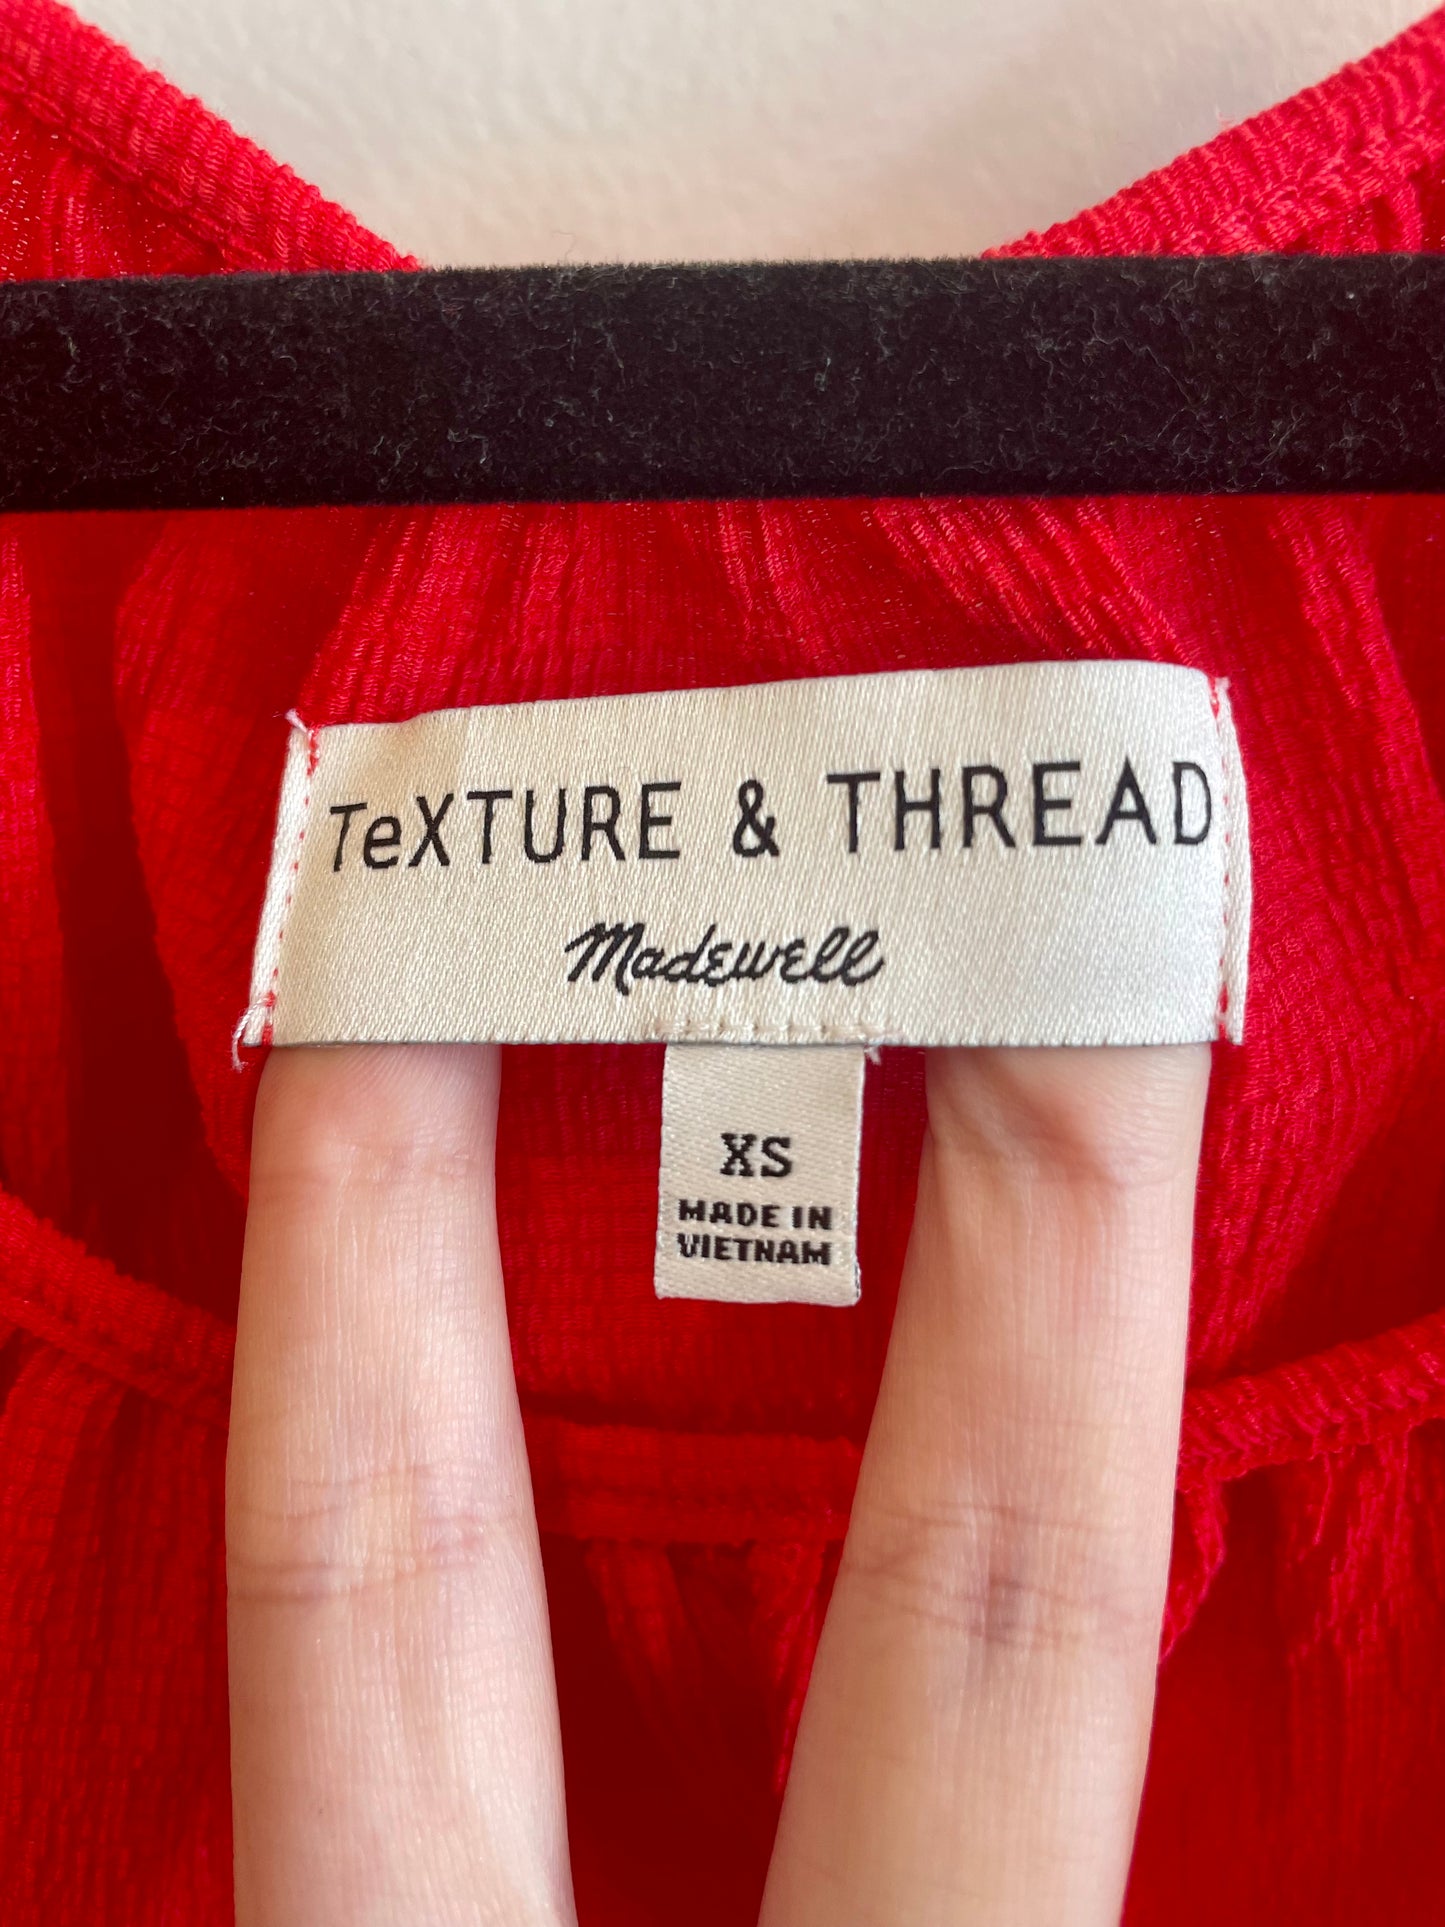 TeXTURE & THREAD
Madewell
XS
MADE IN
VIETNAM